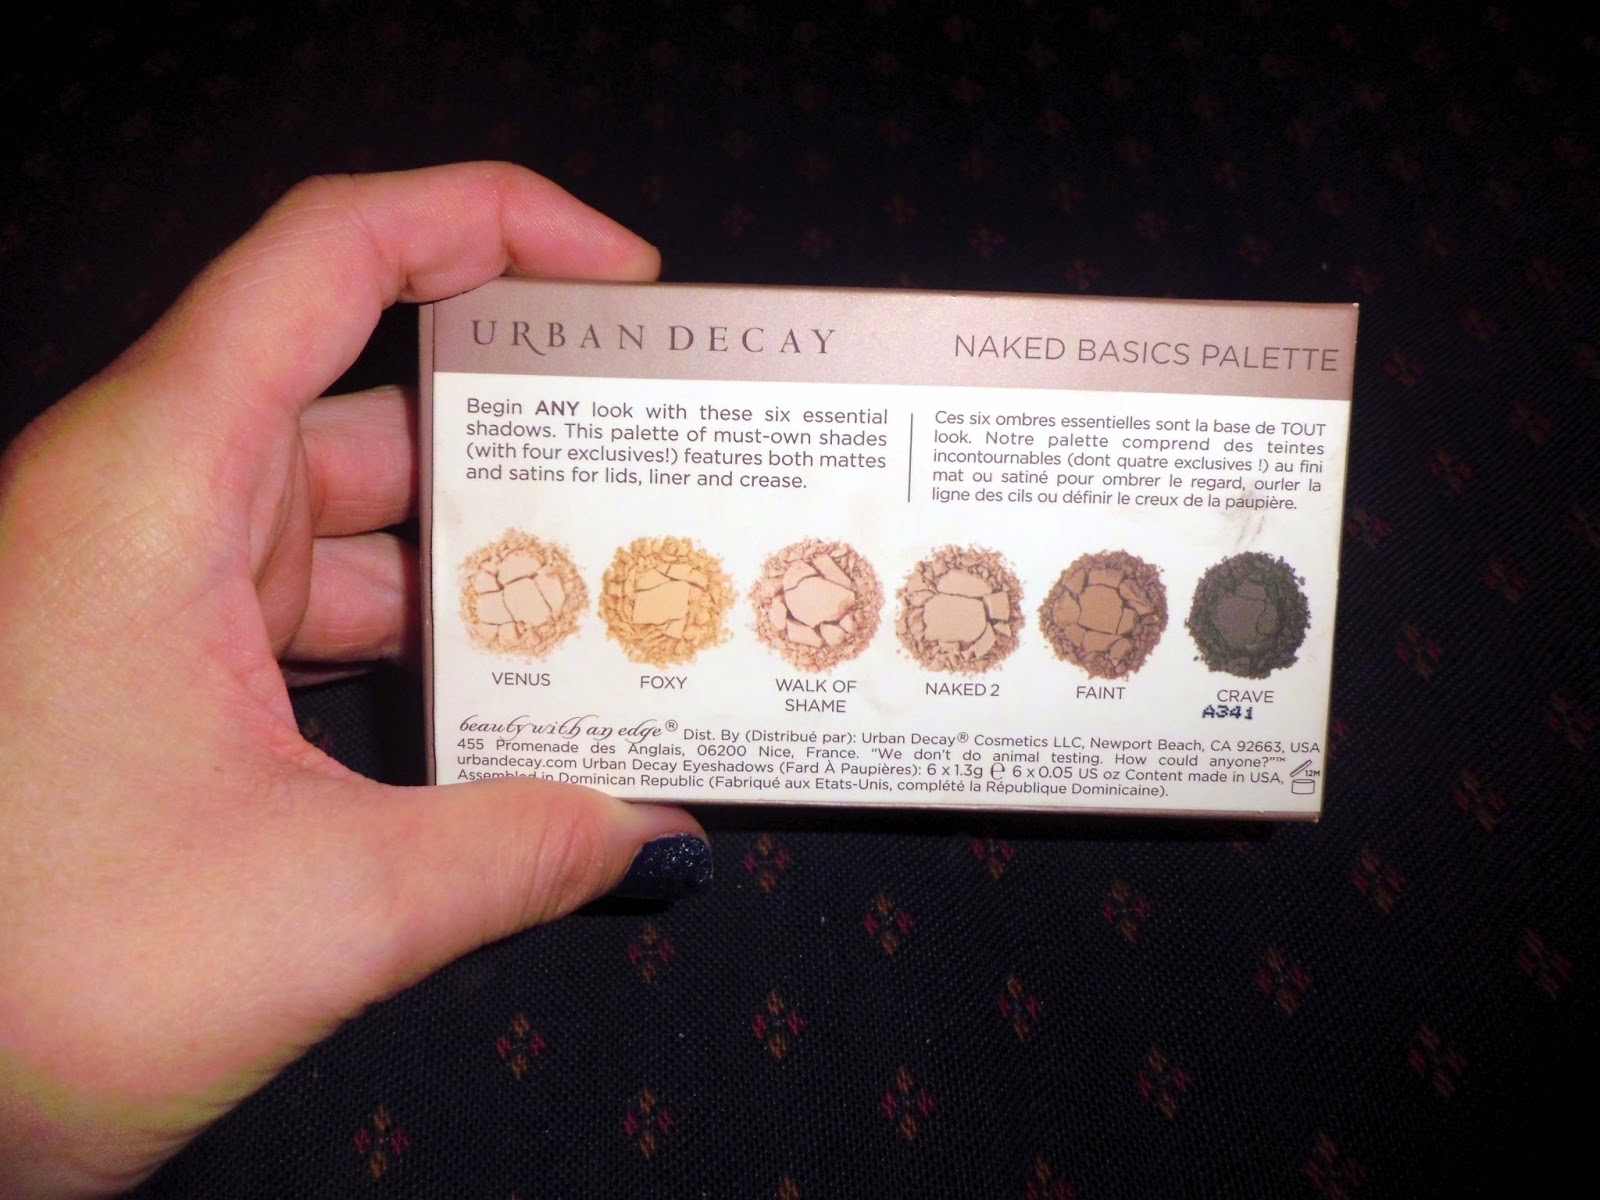 URBAN DECAY
NAKED BASICS PALETTE
Begin ANY look with these six essential
shadows. This palette of must-own shades
(with four exclusives!) features both mattes
and satins for lids, liner and crease.
Ces six ombres essentielles sont la base de TOUT
look. Notre palette comprend des teintes
incontournables (dont quatre exclusives !) au fini
mat ou satiné pour ombrer le regard, ourler la
ligne des cils ou définir le creux de la paupière.
VENUS
FOXY
WALK OF
SHAME
NAKED 2
FAINT
CRAVE
A341
beauty with an edge® Dist. By (Distribué par): Urban Decay® Cosmetics LLC, Newport Beach, CA 92663, USA
455 Promenade des Anglais, 06200 Nice, France. “We don’t do animal testing. How could anyone?”™
urbandecay.com Urban Decay Eyeshadows (Fard À Paupières): 6 x 1.3g ℮ 6 x 0.05 US oz Content made in USA,
Assembled in Dominican Republic (Fabriqué aux Etats-Unis, complété la République Dominicaine).
12M